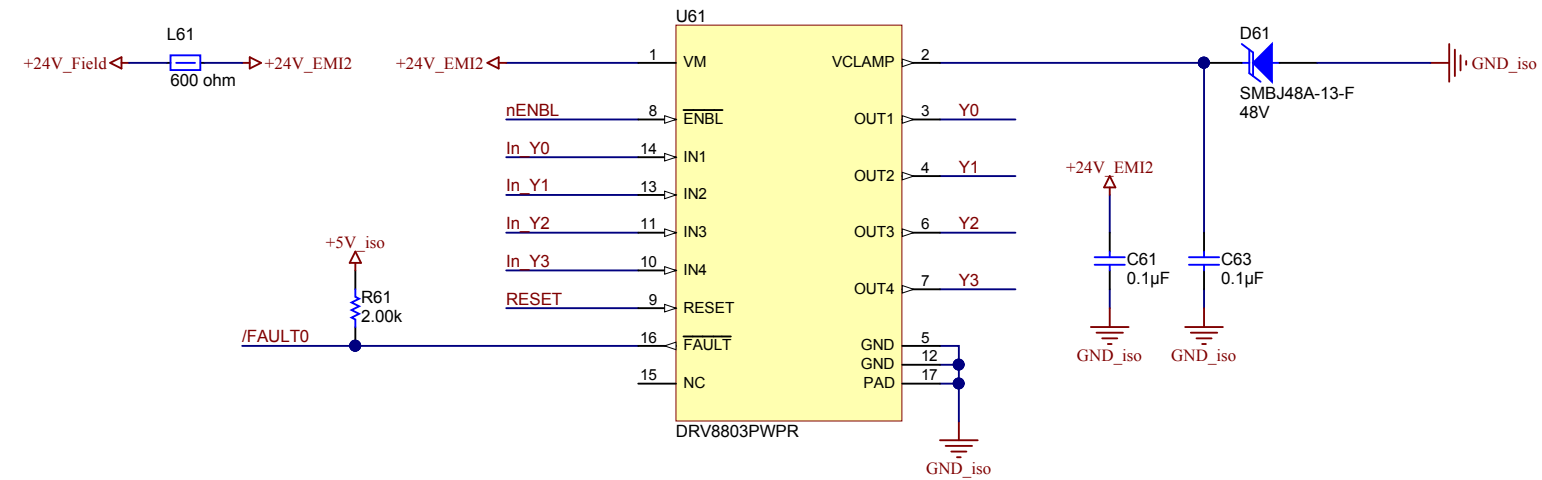 U61
L61
D61
+24V_Field
+24V_EMI2
+24V_EMI2
1
VM
VCLAMP
2
GND_iso
600 ohm
SMBJ48A-13-F
48V
nENBL
8
ENBL
OUT1
3
Y0
In_Y0
14
IN1
OUT2
4
Y1
+24V_EMI2
In_Y1
13
IN2
In_Y2
11
IN3
OUT3
6
Y2
+5V_iso
In_Y3
10
IN4
C61
0.1µF
C63
0.1µF
OUT4
7
Y3
R61
2.00k
RESET
9
RESET
/FAULT0
16
FAULT
GND
5
GND_iso
GND_iso
GND
12
15
NC
PAD
17
DRV8803PWPR
GND_iso